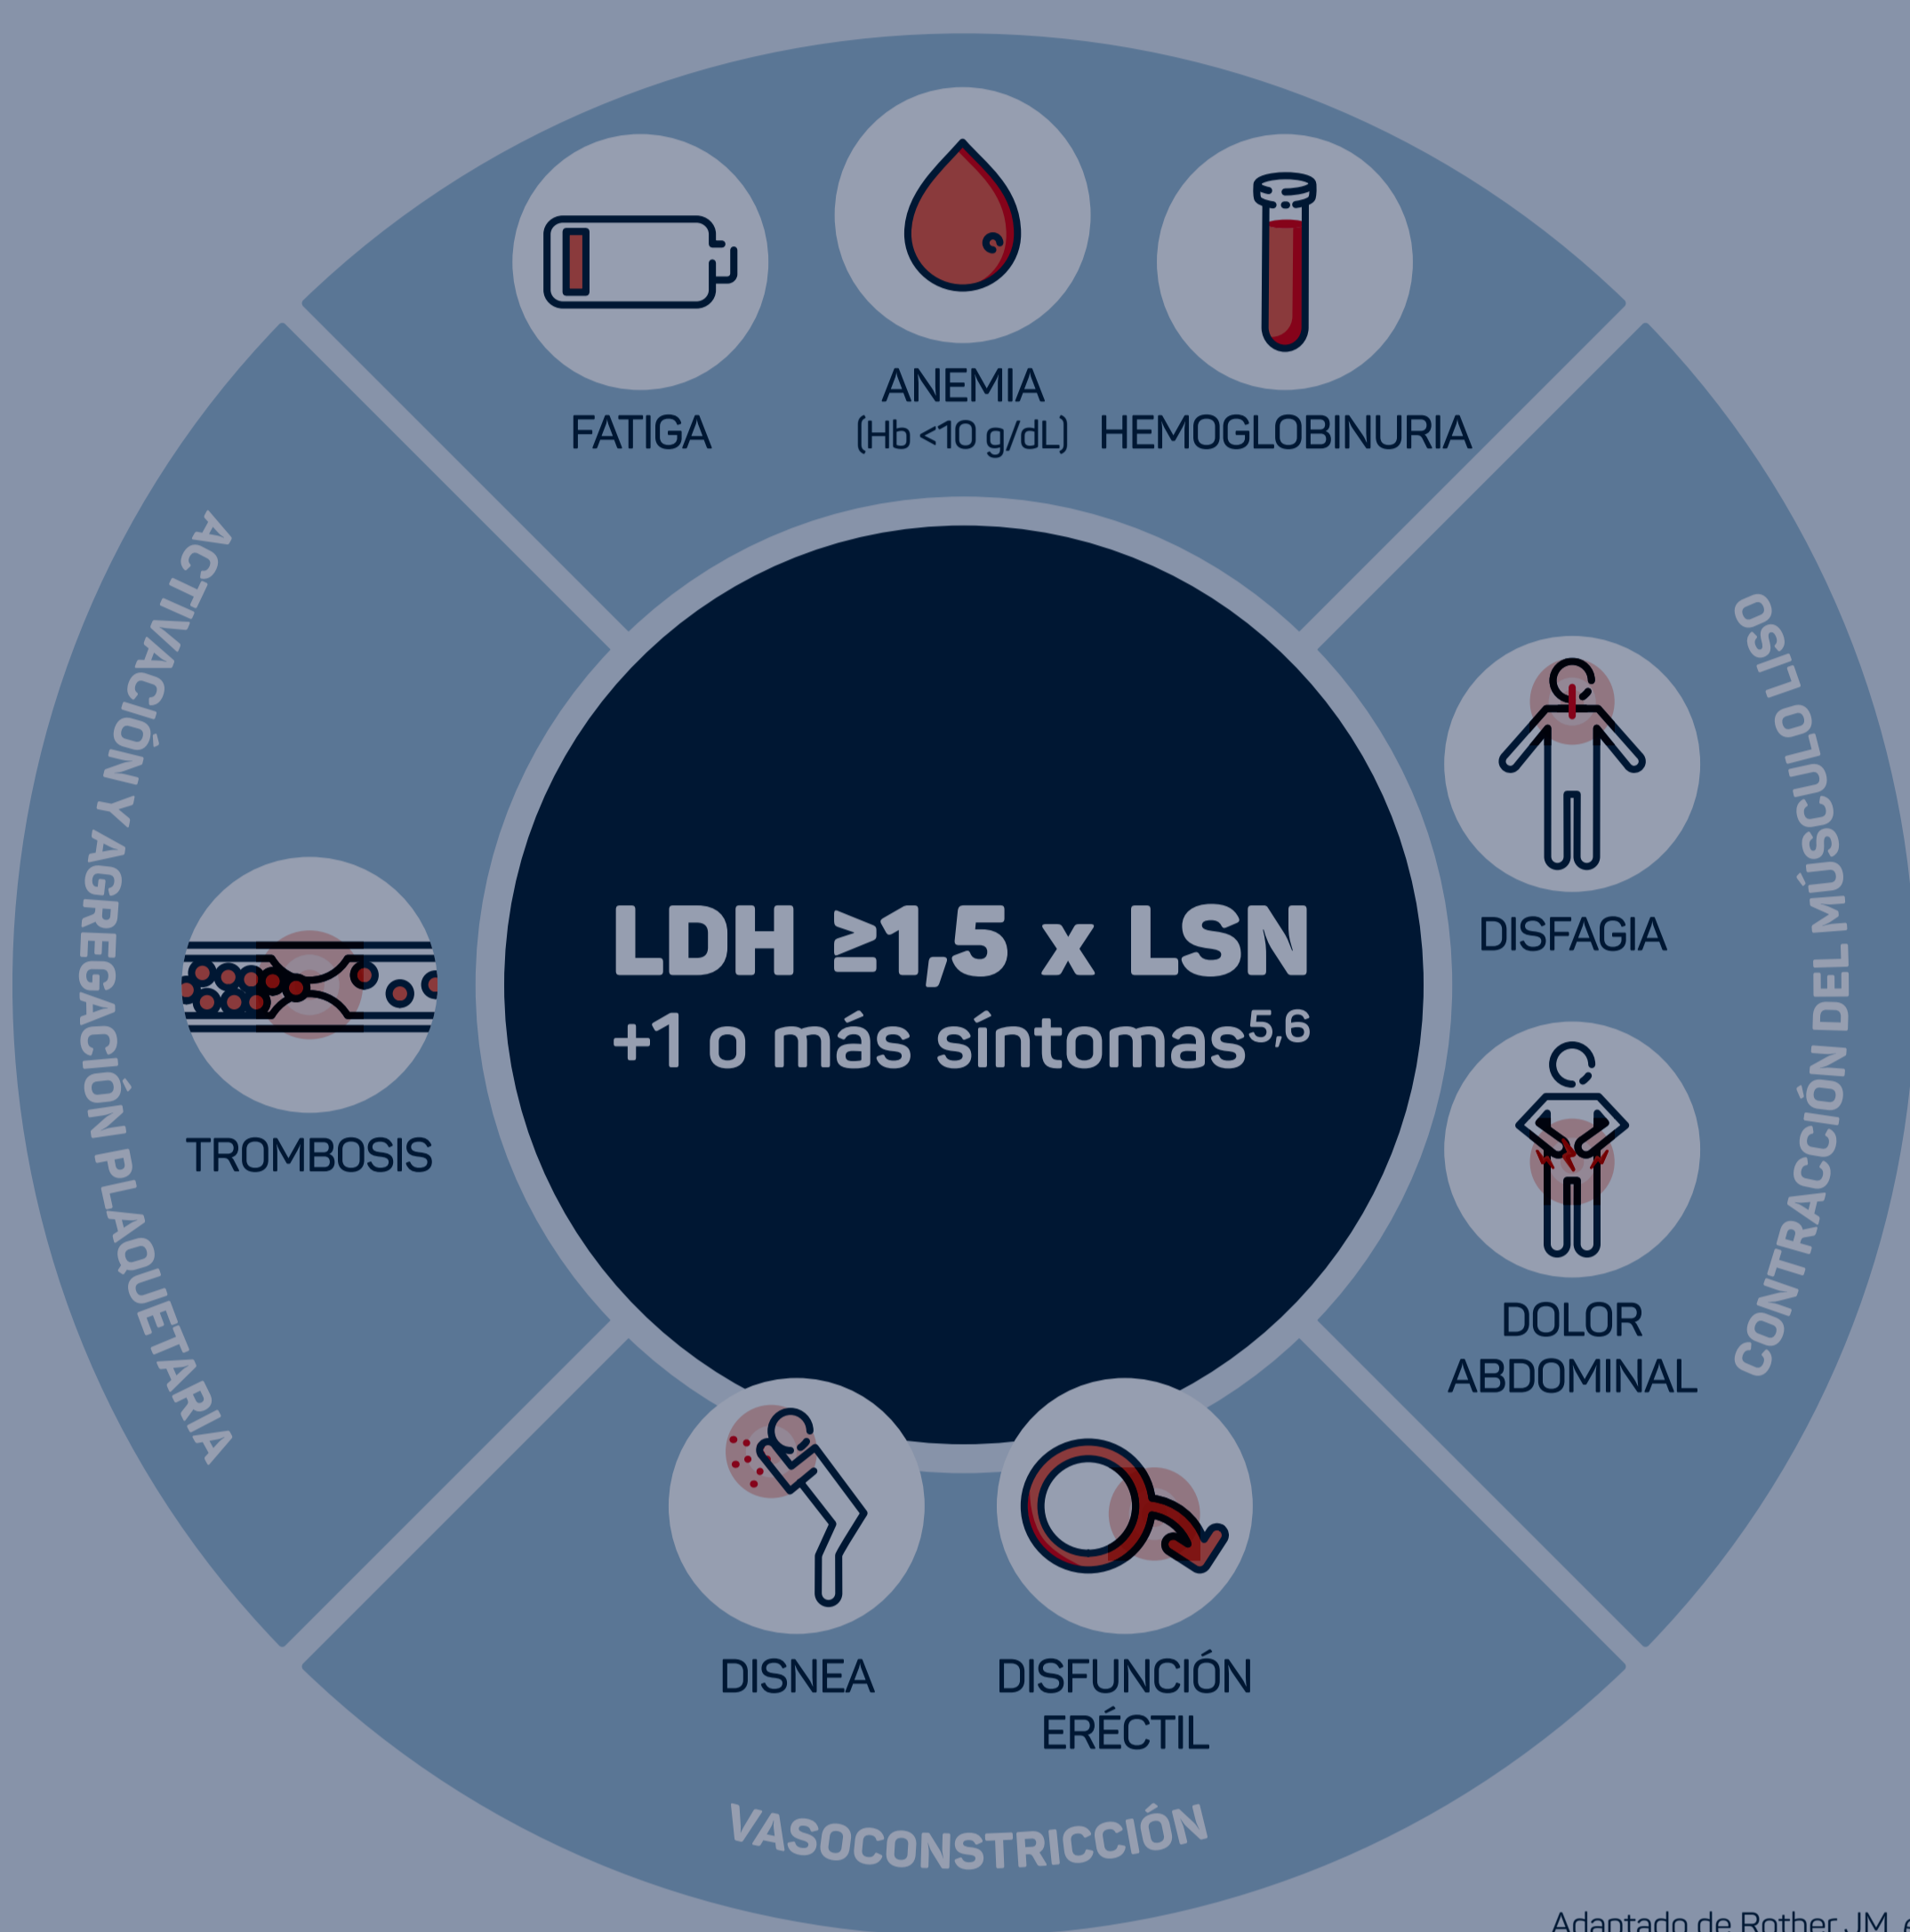 FATIGA
ANEMIA
(Hb <10 g/dL)
HEMOGLOBINURIA
ACTIVACIÓN Y AGREGACIÓN PLAQUETARIA
TROMBOSIS
LDH ≥1,5 x LSN
+1 o más síntomas5,6
DISFAGIA
DOLOR
ABDOMINAL
CONTRACCIÓN DEL MÚSCULO LISO
DISNEA
DISFUNCIÓN
ERÉCTIL
VASOCONSTRICCIÓN
Adaptado de Rother JM,